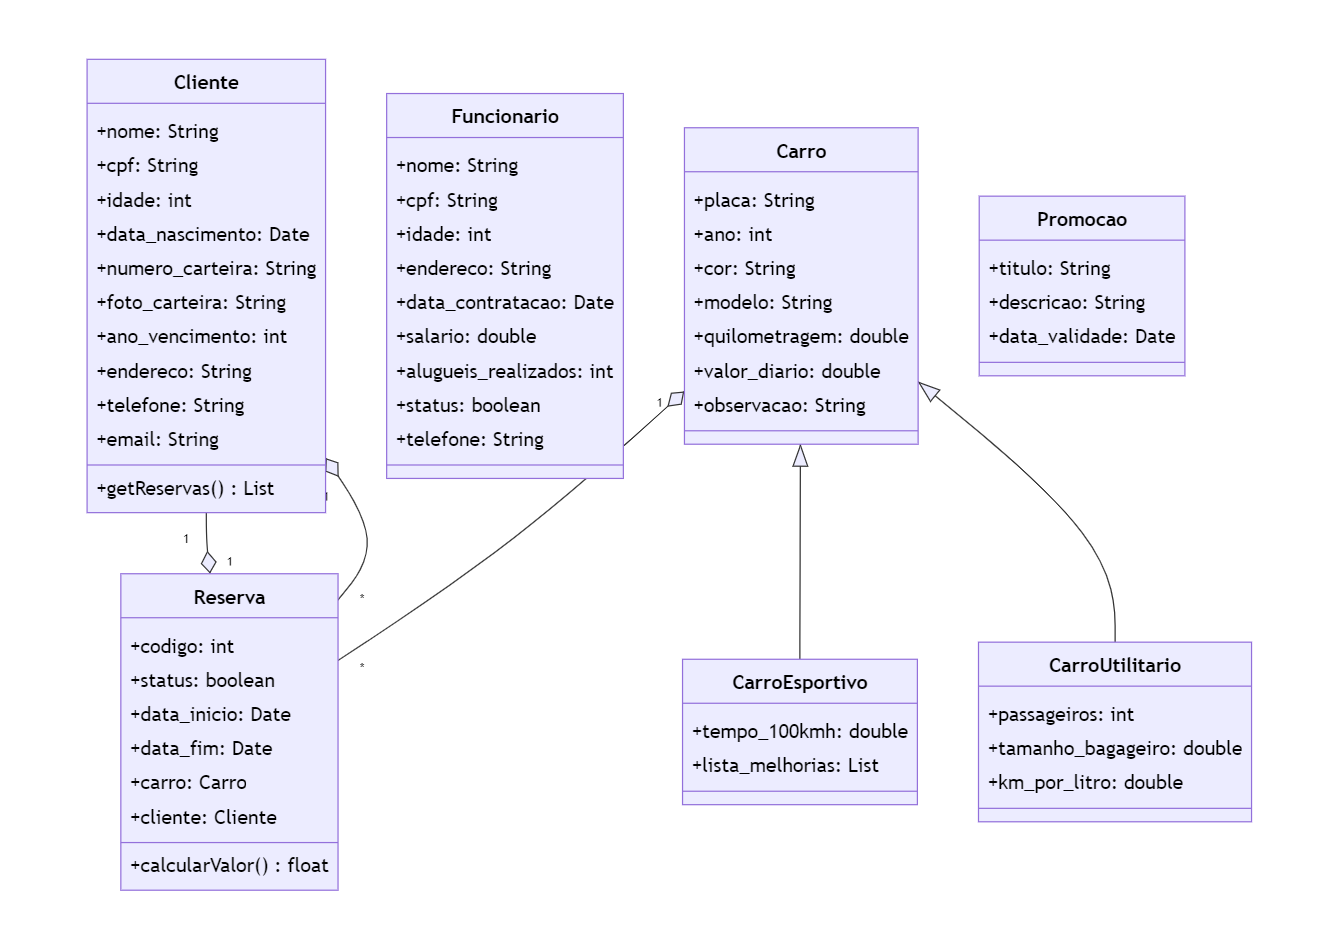 Cliente
+nome: String
+cpf: String
+idade: int
+data_nascimento: Date
+numero_carteira: String
+foto_carteira: String
+ano_vencimento: int
+endereco: String
+telefone: String
+email: String
+getReservas() : List
Funcionario
+nome: String
+cpf: String
+idade: int
+endereco: String
+data_contratacao: Date
+salario: double
+alugueis_realizados: int
+status: boolean
+telefone: String
Carro
+placa: String
+ano: int
+cor: String
+modelo: String
+quilometragem: double
+valor_diario: double
+observacao: String
Promocao
+titulo: String
+descricao: String
+data_validade: Date
1
1
1
*
*
Reserva
+codigo: int
+status: boolean
+data_inicio: Date
+data_fim: Date
+carro: Carro
+cliente: Cliente
+calcularValor() : float
CarroEsportivo
+tempo_100kmh: double
+lista_melhorias: List
CarroUtilitario
+passageiros: int
+tamanho_bagageiro: double
+km_por_litro: double